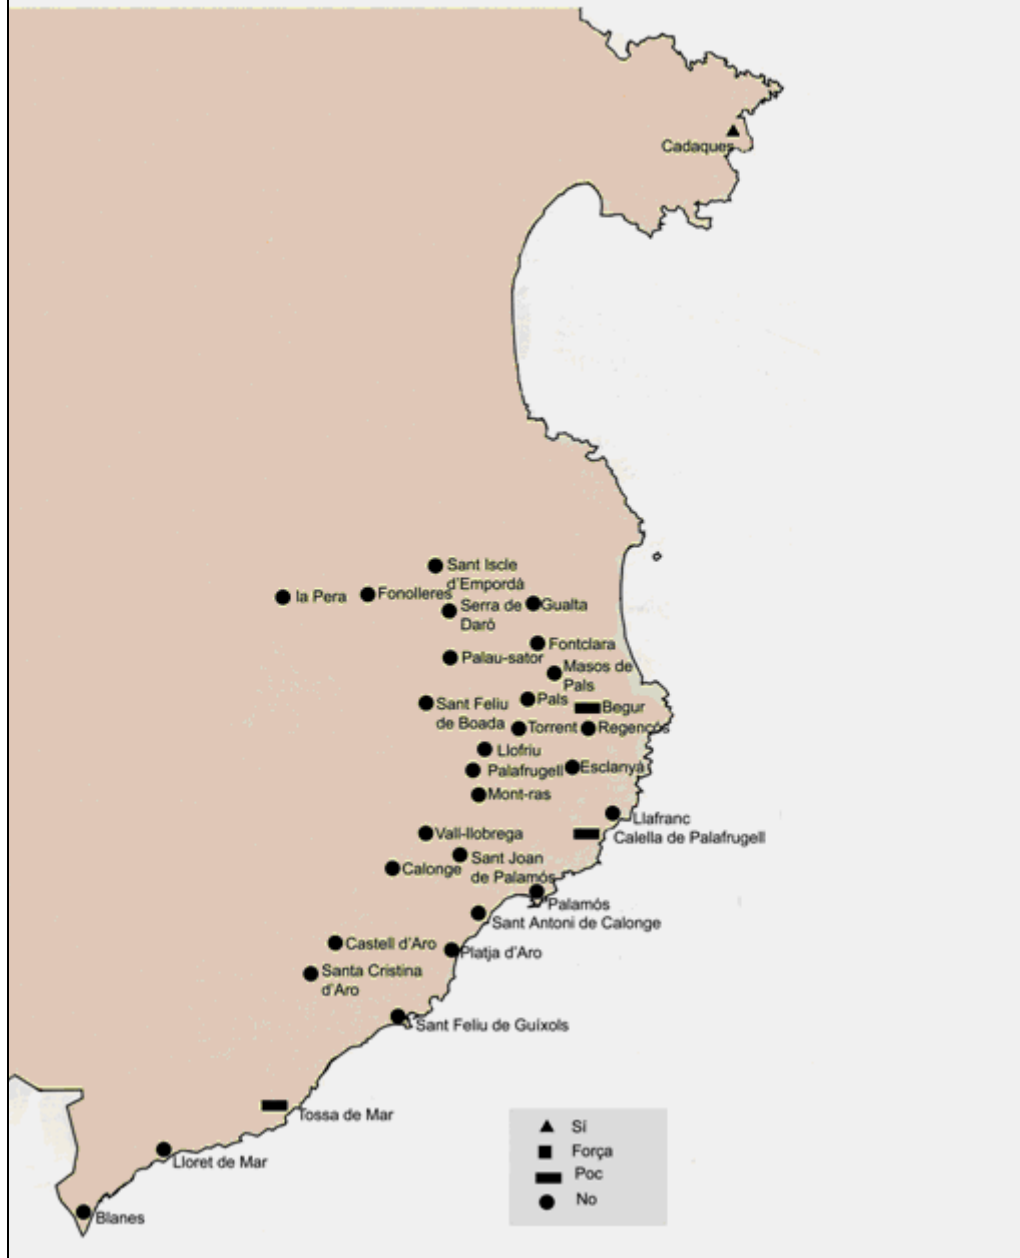 Cadaques
Sant Iscle
d'Empordà
la Pera
Fonolleres
Serra de
Daró
Gualta
Fontclara
Palau-sator
Masos de
Pals
Sant Feliu
de Boada
Pals
Begur
Torrent
Regencós
Llofriu
Palafrugell
Esclanyà
Mont-ras
Llafranc
Vall-llobrega
Calella de Palafrugell
Sant Joan
de Palamós
Calonge
Palamós
Sant Antoni de Calonge
Castell d'Aro
Platja d'Aro
Santa Cristina
d'Aro
Sant Feliu de Guíxols
Tossa de Mar
Lloret de Mar
Blanes
Sí
Força
Poc
No